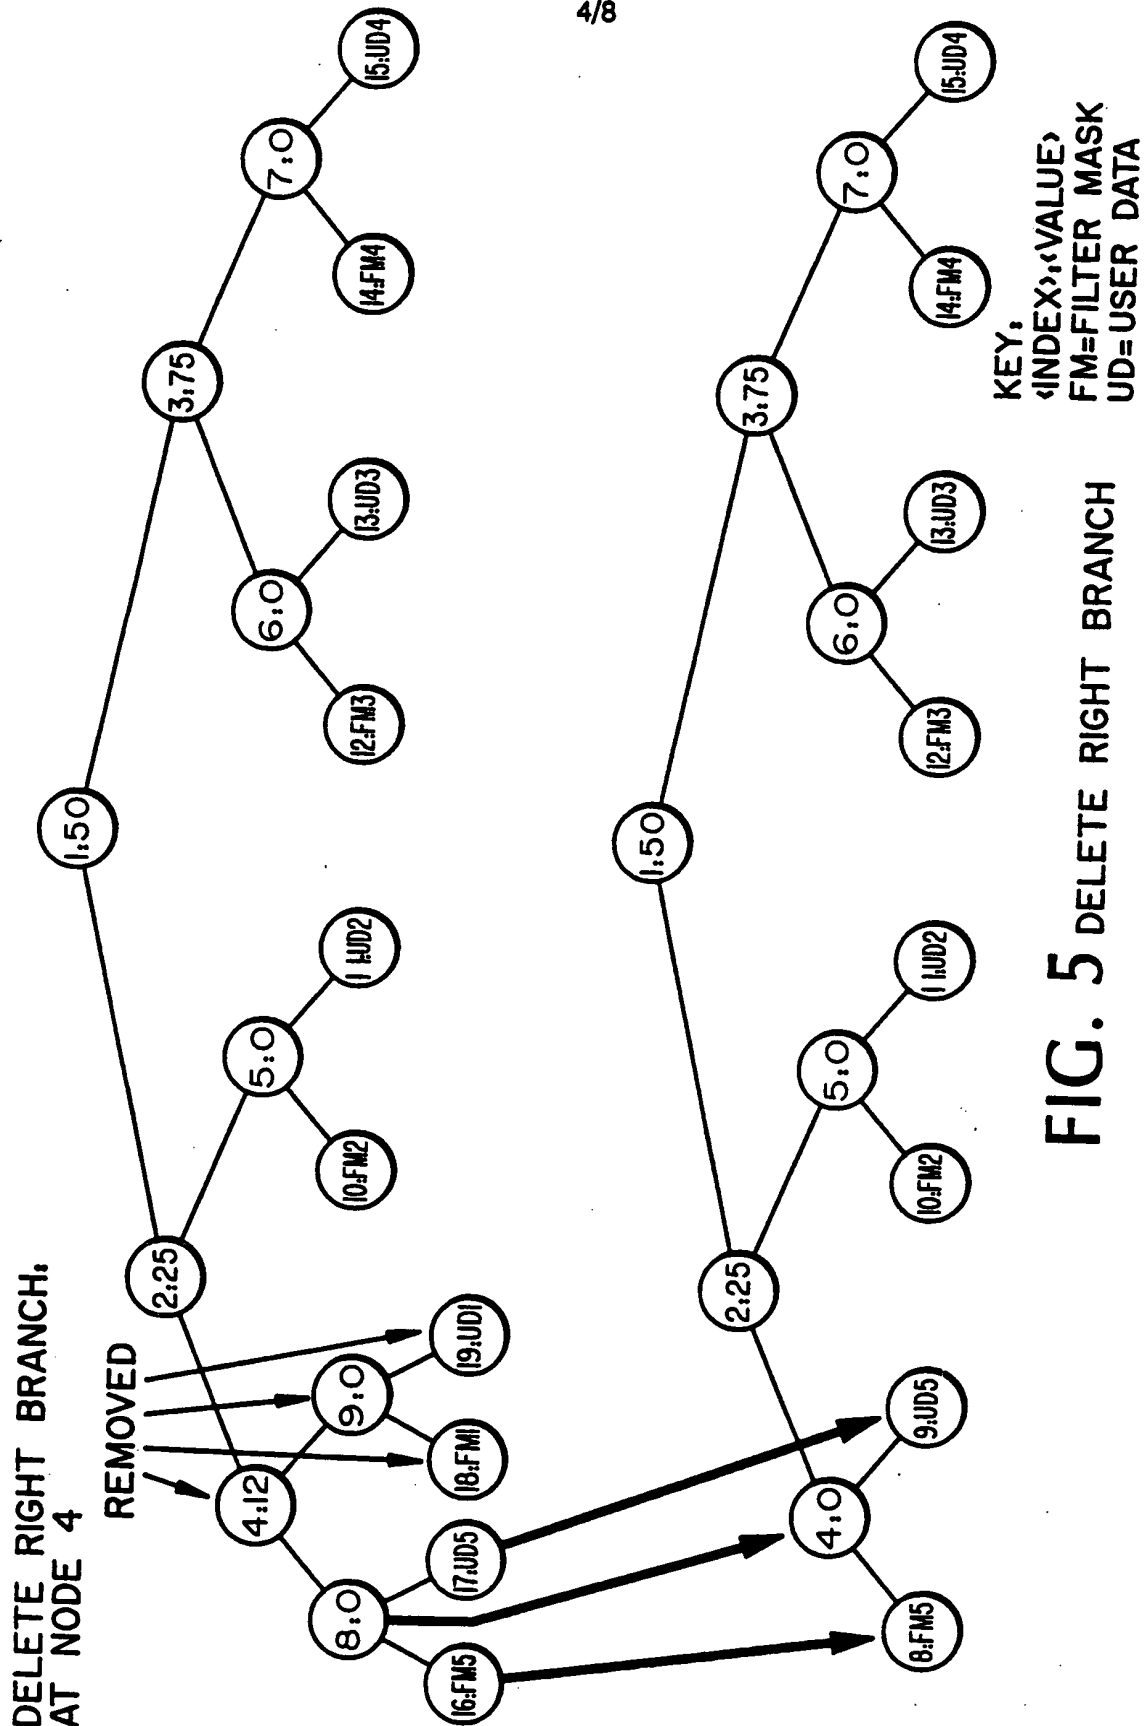 4/8
DELETE RIGHT BRANCH:
AT NODE 4
REMOVED
1:50
2:25
3:75
4:12
5:0
6:0
7:0
8:0
9:0
10:FM2
11:UD2
12:FM3
13:UD3
14:FM4
15:UD4
16:FM5
17:UD5
18:FM1
19:UD1
1:50
2:25
3:75
4:0
5:0
6:0
7:0
8:FM5
9:UD5
10:FM2
11:UD2
12:FM3
13:UD3
14:FM4
15:UD4
KEY:
<INDEX>:<VALUE>
FM=FILTER MASK
UD=USER DATA
FIG. 5 DELETE RIGHT BRANCH